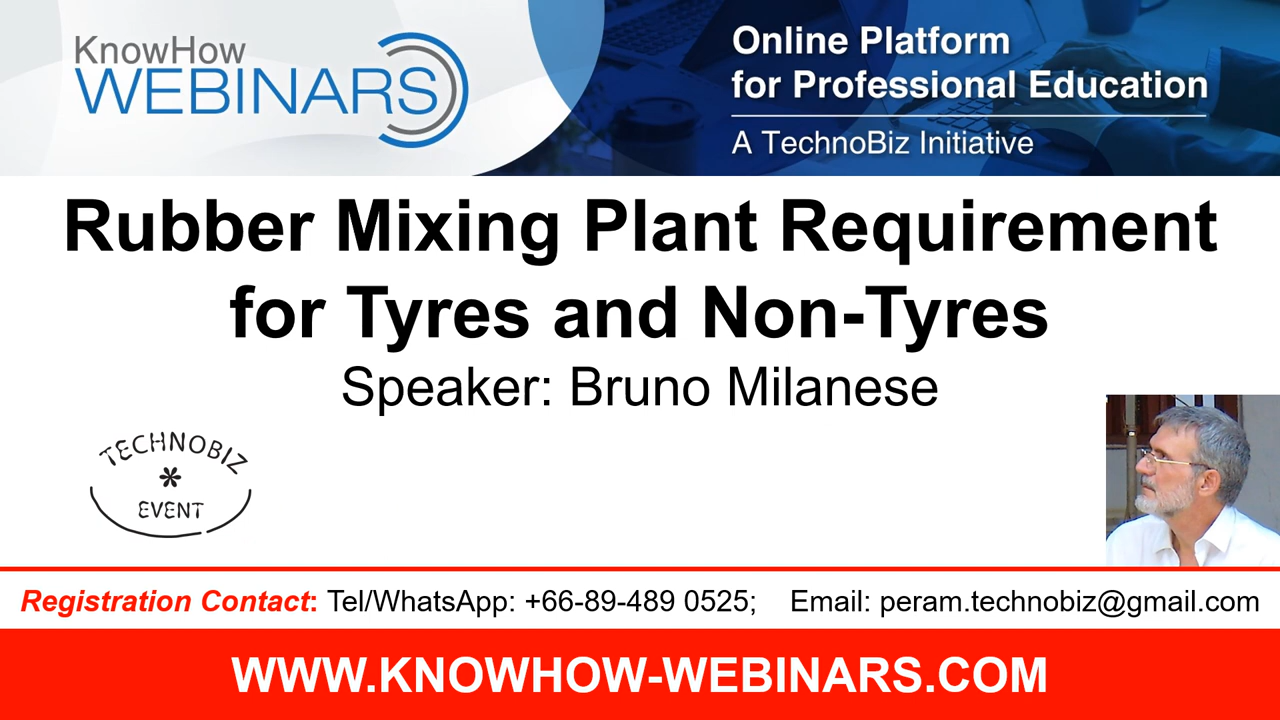 KnowHow
WEBINARS
Online Platform
for Professional Education
A TechnoBiz Initiative
Rubber Mixing Plant Requirement
for Tyres and Non-Tyres
Speaker: Bruno Milanese
TECHNOBIZ
*
EVENT
Registration Contact: Tel/WhatsApp: +66-89-489 0525; Email: peram.technobiz@gmail.com
WWW.KNOWHOW-WEBINARS.COM